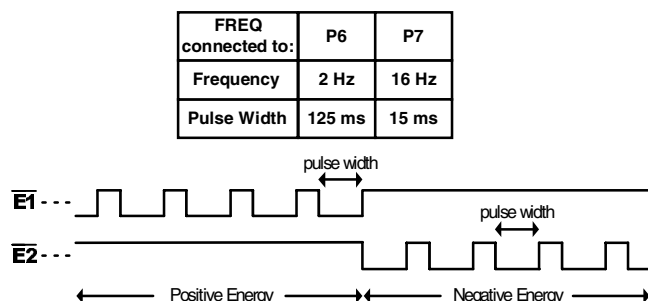 FREQ connected to: P6 P7
Frequency 2 Hz 16 Hz
Pulse Width 125 ms 15 ms
pulse width
E1
pulse width
E2
Positive Energy Negative Energy